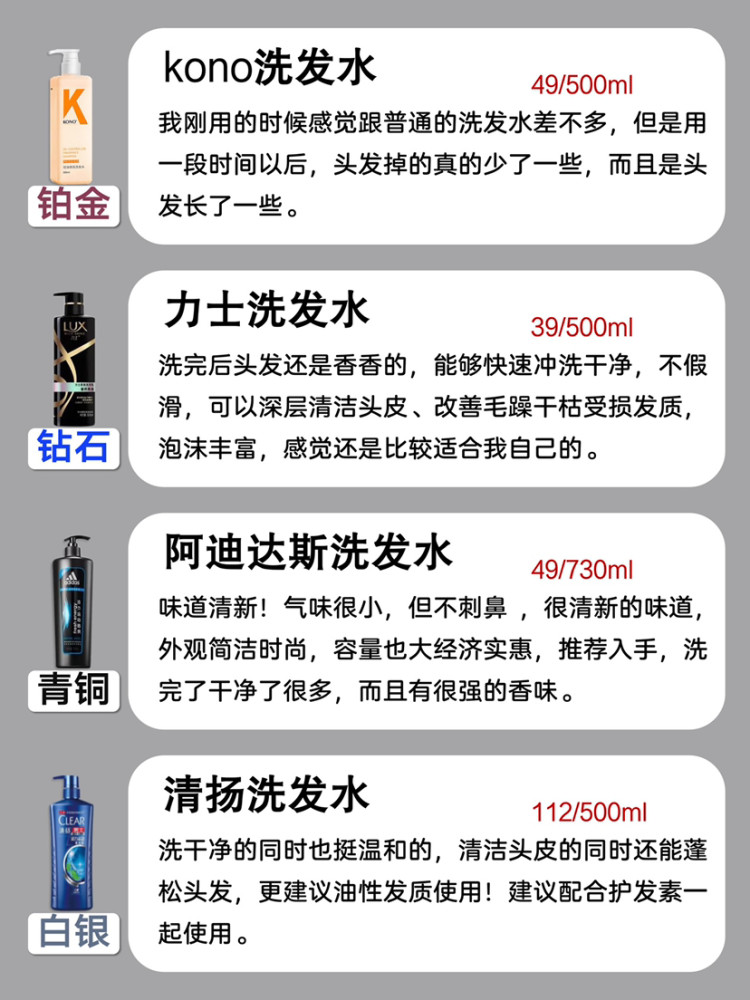 kono洗发水
49/500ml
我刚用的时候感觉跟普通的洗发水差不多，但是用
一段时间以后，头发掉的真的少了一些，而且是头
发长了一些。
K
KONO
铂金
力士洗发水
39/500ml
洗完后头发还是香香的，能够快速冲洗干净，不假
滑，可以深层清洁头皮、改善毛躁干枯受损发质，
泡沫丰富，感觉还是比较适合我自己的。
LUX
钻石
阿迪达斯洗发水
49/730ml
味道清新！气味很小，但不刺鼻 ，很清新的味道，
外观简洁时尚，容量也大经济实惠，推荐入手，洗
完了干净了很多，而且有很强的香味。
adidas
青铜
清扬洗发水
112/500ml
洗干净的同时也挺温和的，清洁头皮的同时还能蓬
松头发，更建议油性发质使用！建议配合护发素一
起使用。
CLEAR
白银